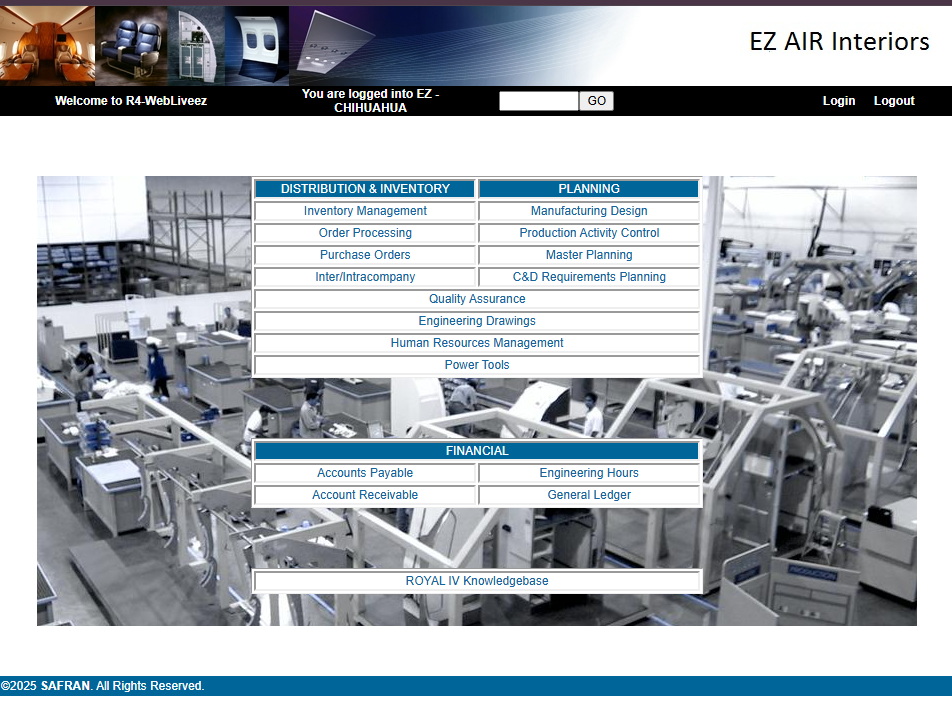 EZ AIR Interiors
Welcome to R4-WebLiveez
You are logged into EZ -
CHIHUAHUA
GO
Login Logout
DISTRIBUTION & INVENTORY PLANNING
Inventory Management Manufacturing Design
Order Processing Production Activity Control
Purchase Orders Master Planning
Inter/Intracompany C&D Requirements Planning
Quality Assurance
Engineering Drawings
Human Resources Management
Power Tools
FINANCIAL
Accounts Payable Engineering Hours
Account Receivable General Ledger
ROYAL IV Knowledgebase
PRODUCTION
©2025 SAFRAN. All Rights Reserved.